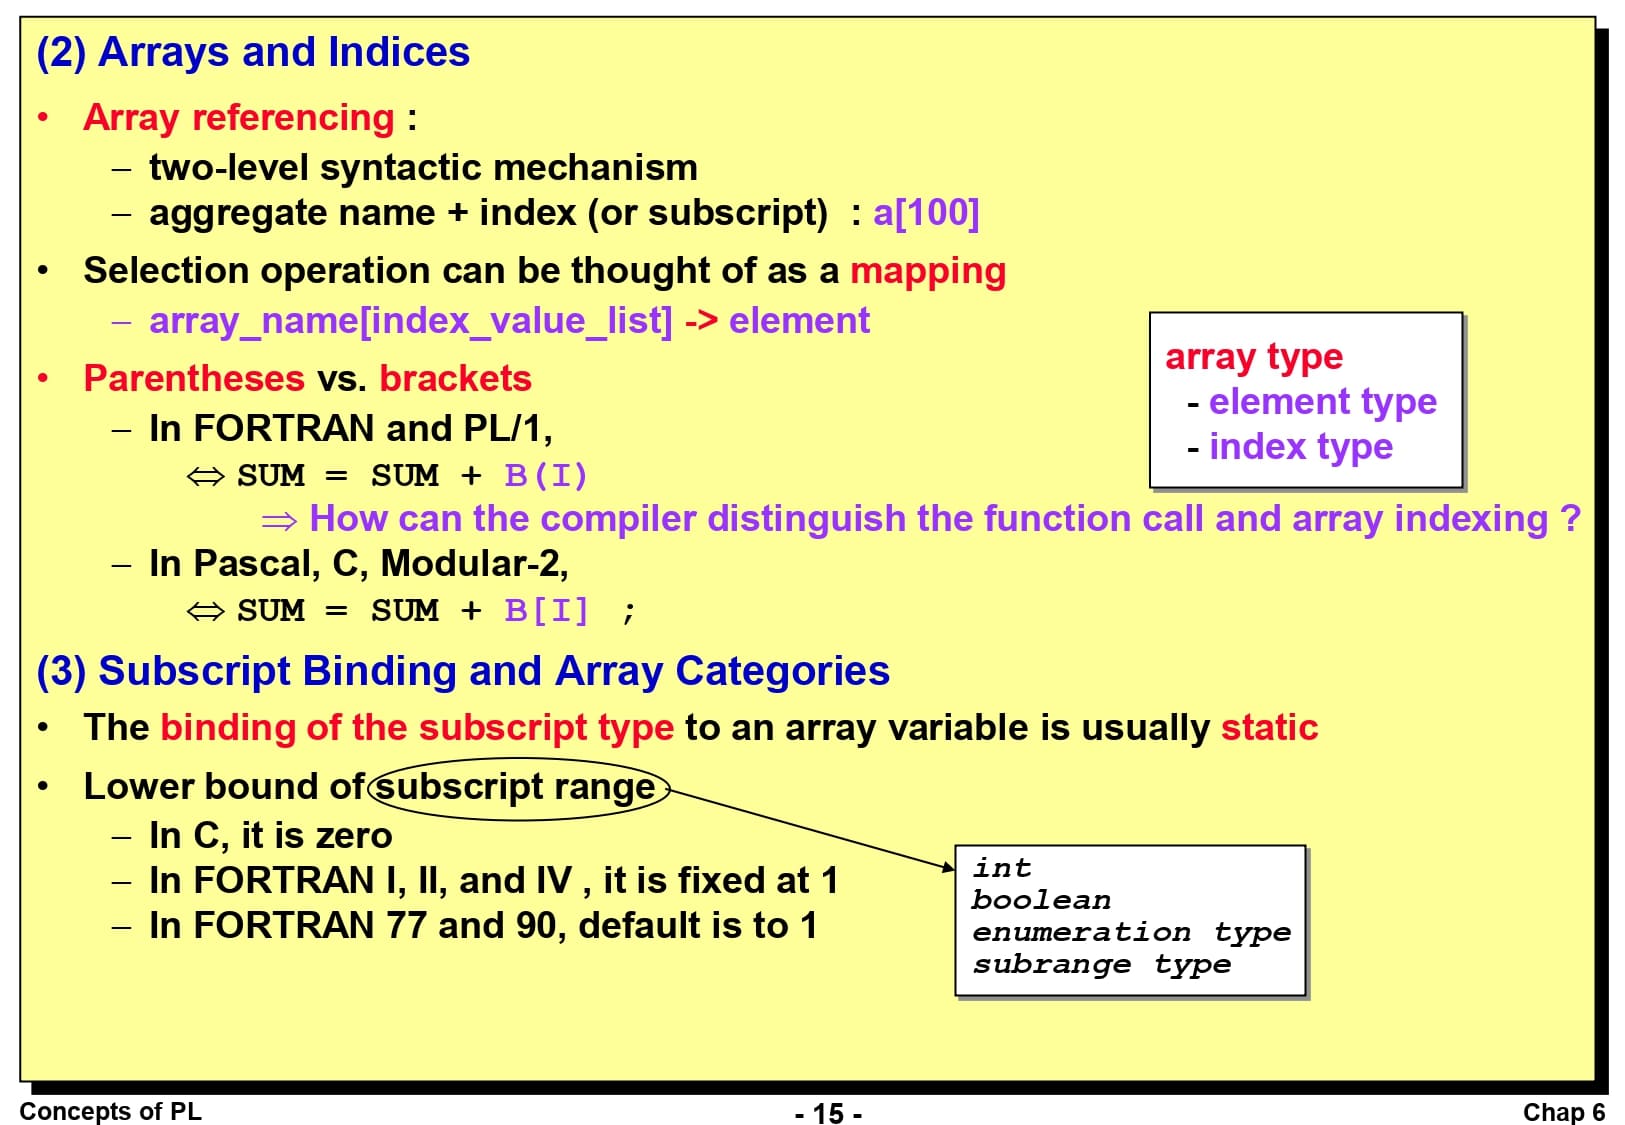 (2) Arrays and Indices
• Array referencing :
– two-level syntactic mechanism
– aggregate name + index (or subscript) : a[100]
• Selection operation can be thought of as a mapping
– array_name[index_value_list] -> element
• Parentheses vs. brackets
– In FORTRAN and PL/1,
⇔ SUM = SUM + B(I)
⇒ How can the compiler distinguish the function call and array indexing ?
– In Pascal, C, Modular-2,
⇔ SUM = SUM + B[I] ;
array type
- element type
- index type
(3) Subscript Binding and Array Categories
• The binding of the subscript type to an array variable is usually static
• Lower bound of subscript range
– In C, it is zero
– In FORTRAN I, II, and IV , it is fixed at 1
– In FORTRAN 77 and 90, default is to 1
int
boolean
enumeration type
subrange type
Concepts of PL
- 15 -
Chap 6